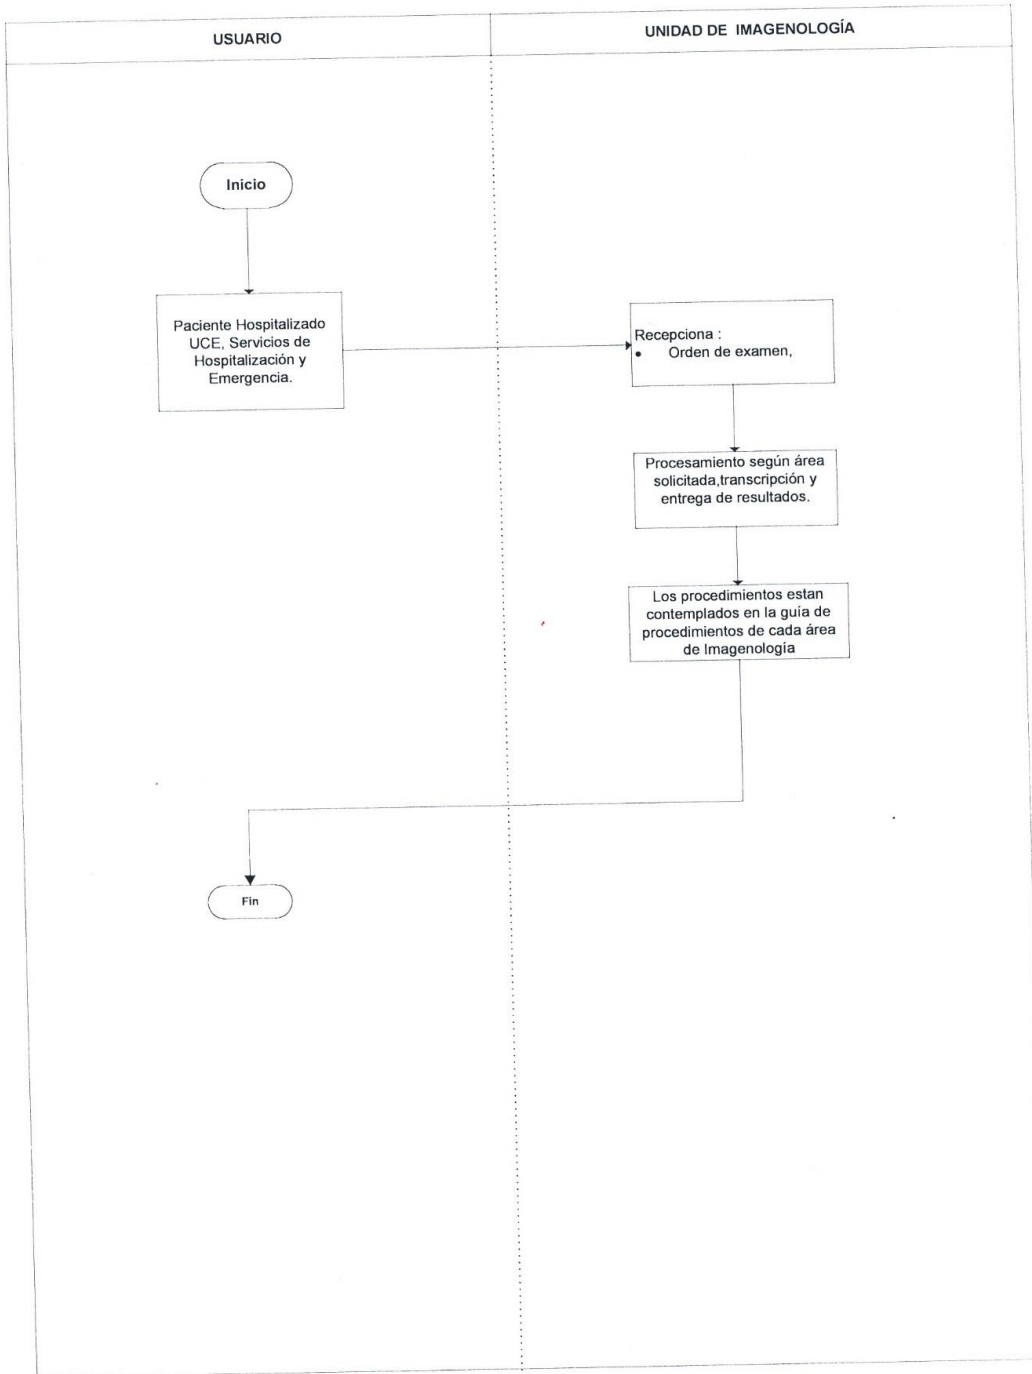 USUARIO
UNIDAD DE IMAGENOLOGÍA
Inicio
Paciente Hospitalizado
UCE, Servicios de
Hospitalización y
Emergencia.
Recepciona :
• Orden de examen,
Procesamiento según área
solicitada,transcripción y
entrega de resultados.
Los procedimientos estan
contemplados en la guía de
procedimientos de cada área
de Imagenología
Fin